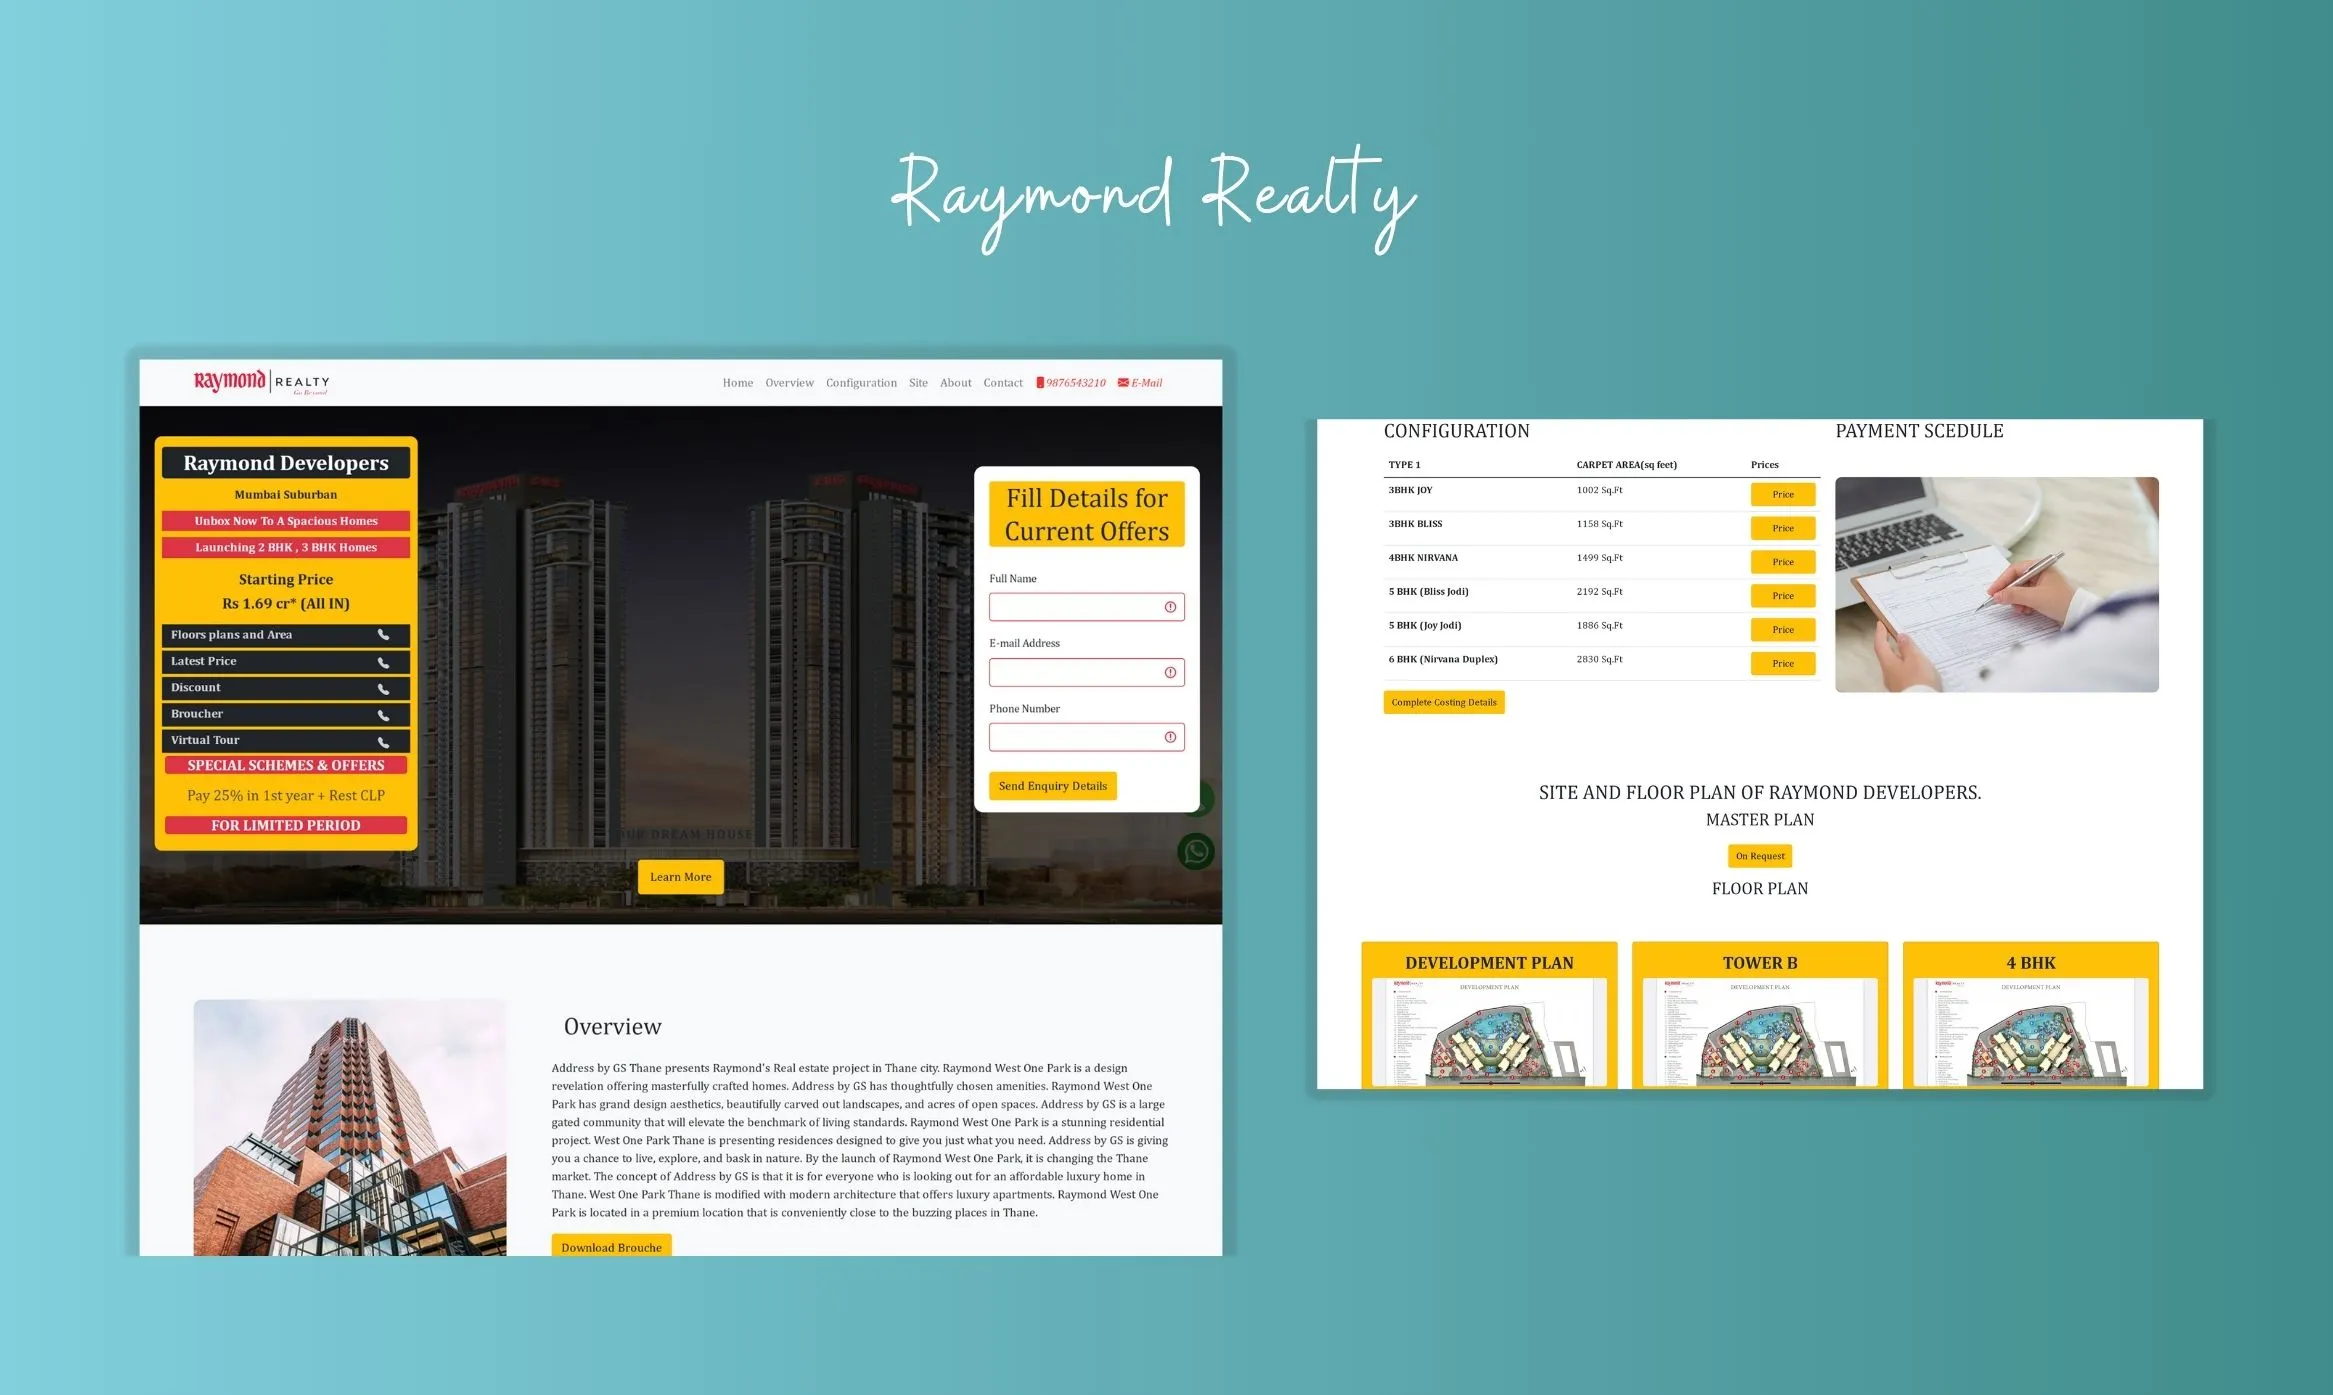 Raymond Realty
Raymond REALTY
Go Beyond
Home Overview Configuration Site About Contact 9876543210 E-Mail
Raymond Developers
Mumbai Suburban
Unbox Now To A Spacious Homes
Launching 2 BHK , 3 BHK Homes
Starting Price
Rs 1.69 cr* (All IN)
Floors plans and Area
Latest Price
Discount
Broucher
Virtual Tour
SPECIAL SCHEMES & OFFERS
Pay 25% in 1st year + Rest CLP
FOR LIMITED PERIOD
DREAM HOUSE
Learn More
Fill Details for
Current Offers
Full Name
E-mail Address
Phone Number
Send Enquiry Details
Overview
Address by GS Thane presents Raymond's Real estate project in Thane city. Raymond West One Park is a design
revelation offering masterfully crafted homes. Address by GS has thoughtfully chosen amenities. Raymond West One
Park has grand design aesthetics, beautifully carved out landscapes, and acres of open spaces. Address by GS is a large
gated community that will elevate the benchmark of living standards. Raymond West One Park is a stunning residential
project. West One Park Thane is presenting residences designed to give you just what you need. Address by GS is giving
you a chance to live, explore, and bask in nature. By the launch of Raymond West One Park, it is changing the Thane
market. The concept of Address by GS is that it is for everyone who is looking out for an affordable luxury home in
Thane. West One Park Thane is modified with modern architecture that offers luxury apartments. Raymond West One
Park is located in a premium location that is conveniently close to the buzzing places in Thane.
Download Brouche
CONFIGURATION
TYPE 1 CARPET AREA(sq feet) Prices
3BHK JOY 1002 Sq.Ft Price
3BHK BLISS 1158 Sq.Ft Price
4BHK NIRVANA 1499 Sq.Ft Price
5 BHK (Bliss Jodi) 2192 Sq.Ft Price
5 BHK (Joy Jodi) 1886 Sq.Ft Price
6 BHK (Nirvana Duplex) 2830 Sq.Ft Price
Complete Costing Details
PAYMENT SCEDULE
SITE AND FLOOR PLAN OF RAYMOND DEVELOPERS.
MASTER PLAN
On Request
FLOOR PLAN
DEVELOPMENT PLAN
DEVELOPMENT PLAN
TOWER B
DEVELOPMENT PLAN
4 BHK
DEVELOPMENT PLAN